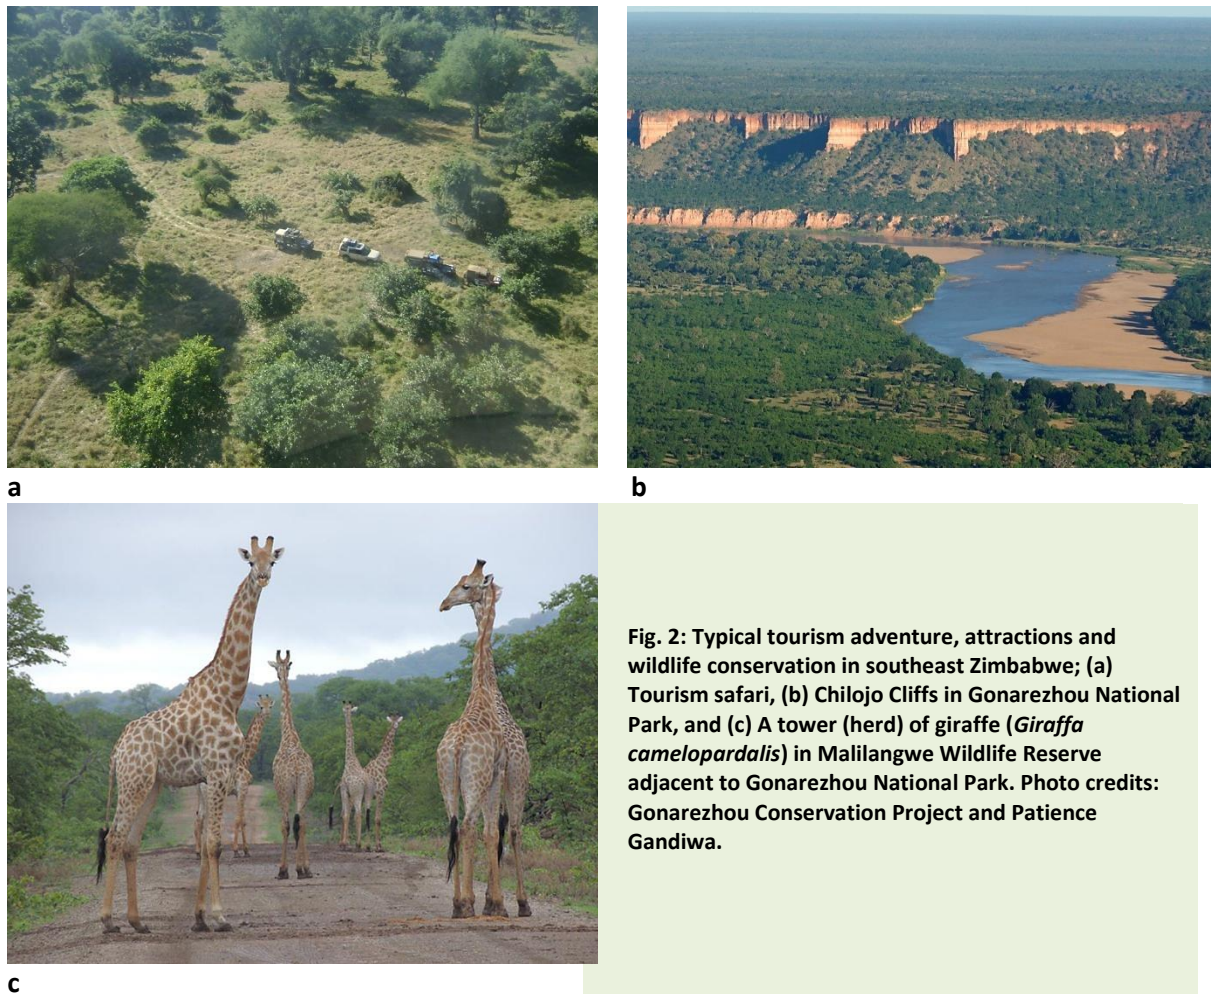 a
b
Fig. 2: Typical tourism adventure, attractions and
wildlife conservation in southeast Zimbabwe; (a)
Tourism safari, (b) Chilojo Cliffs in Gonarezhou National
Park, and (c) A tower (herd) of giraffe (Giraffa
camelopardalis) in Malilangwe Wildlife Reserve
adjacent to Gonarezhou National Park. Photo credits:
Gonarezhou Conservation Project and Patience
Gandiwa.
c